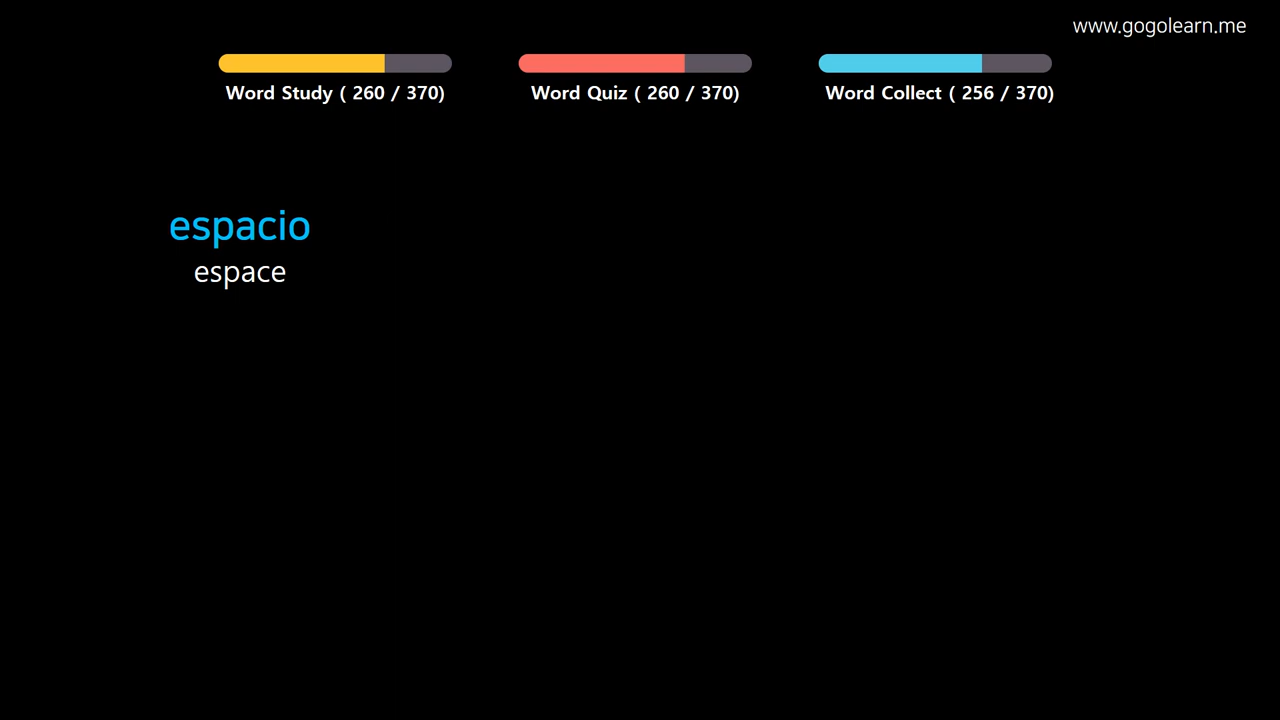 www.gogolearn.me
Word Study ( 260 / 370)
Word Quiz ( 260 / 370)
Word Collect ( 256 / 370)
espacio
espace